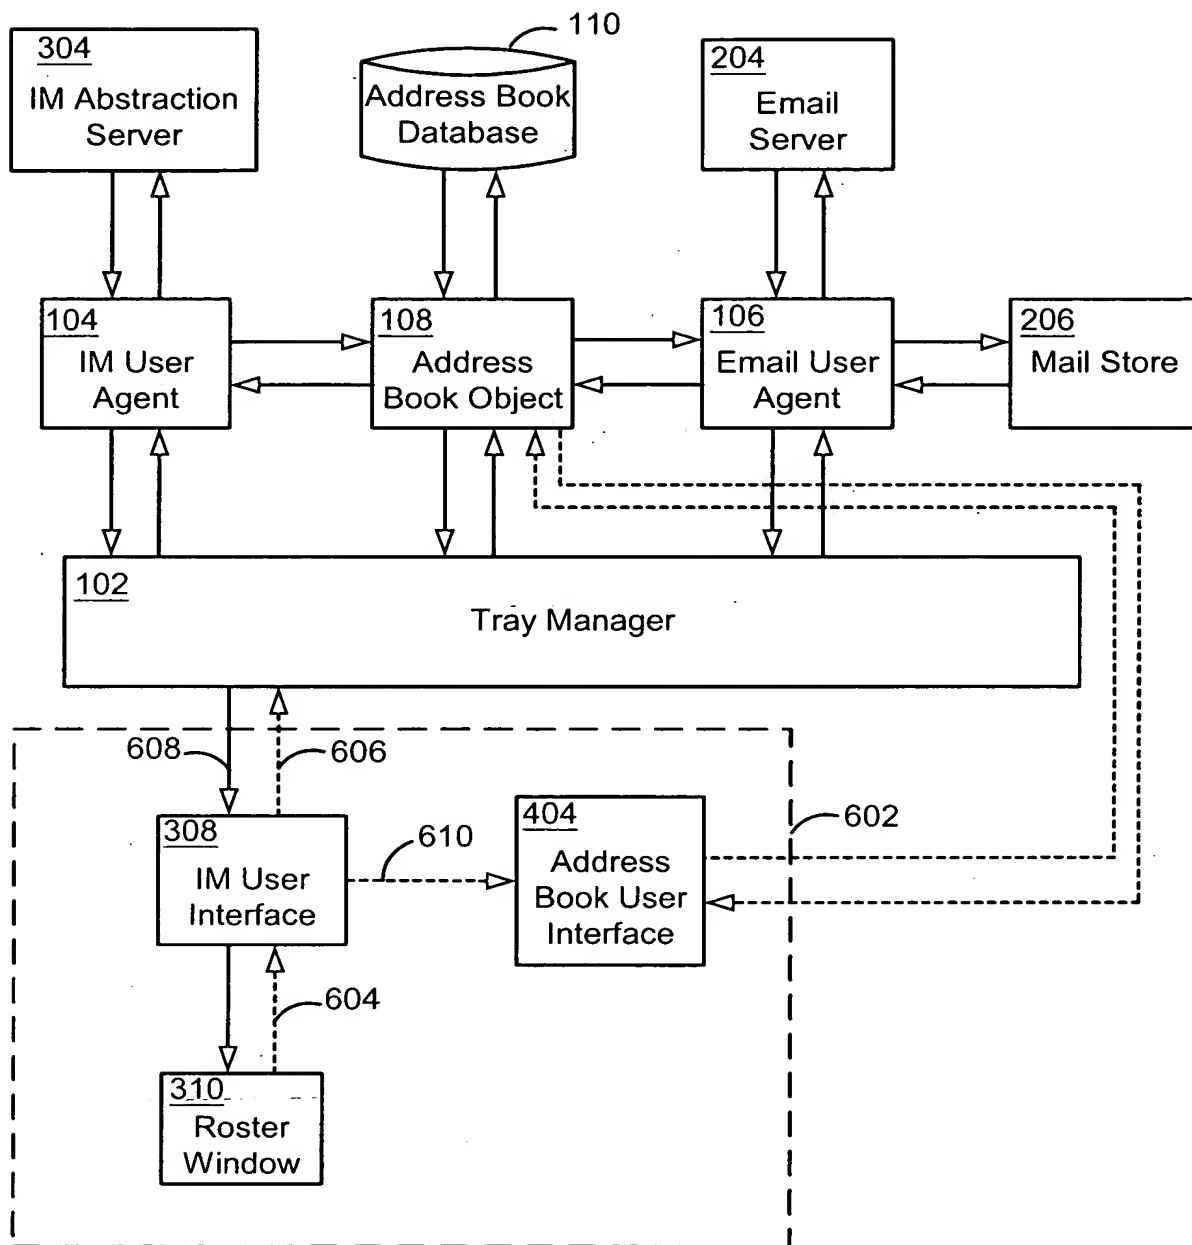 110
304
IM Abstraction
Server
Address Book
Database
204
Email
Server
104
IM User
Agent
108
Address
Book Object
106
Email User
Agent
206
Mail Store
102
Tray Manager
608
606
602
308
IM User
Interface
610
404
Address
Book User
Interface
604
310
Roster
Window